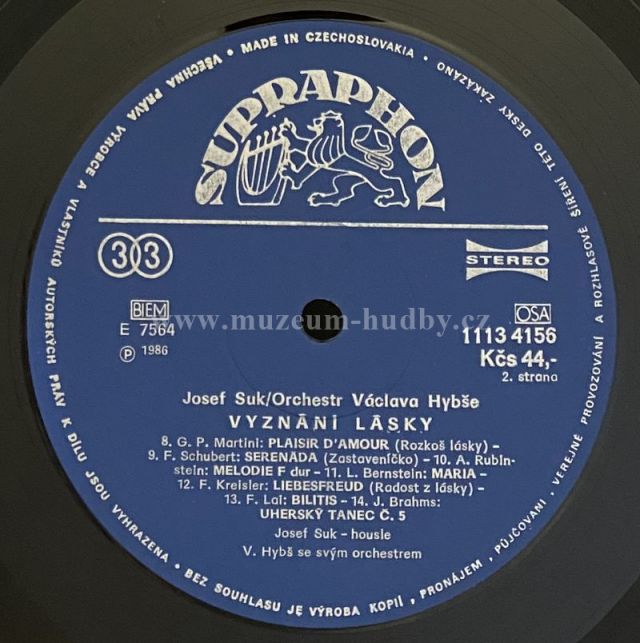 • MADE IN CZECHOSLOVAKIA •
VŠECHNA PRÁVA VÝROBCE A VLASTNÍKŮ AUTORSKÝCH PRÁV K DÍLU JSOU VYHRAZENA • BEZ SOUHLASU JE VÝROBA KOPIÍ, PRONÁJEM, PŮJČOVÁNÍ, VEREJNÉ PROVOZOVÁNÍ A ROZHLASOVÉ ŠÍŘENÍ TÉTO DESKY ZAKÁZÁNO
SUPRAPHON
33
STEREO
BIEM
OSA
E 7564
www.muzeum-hudby.cz
1113 4156
Ⓟ 1986
Kčs 44,-
2. strana
Josef Suk/Orchestr Václava Hybše
VYZNÁNÍ LÁSKY
8. G. P. Martini: PLAISIR D'AMOUR (Rozkoš lásky) –
9. F. Schubert: SERENÁDA (Zastaveníčko) – 10. A. Rubin-
stein: MELODIE F dur – 11. L. Bernstein: MARIA –
12. F. Kreisler: LIEBESFREUD (Radost z lásky) –
13. F. Lai: BILITIS – 14. J. Brahms:
UHERSKÝ TANEC Č. 5
Josef Suk – housle
V. Hybš se svým orchestrem